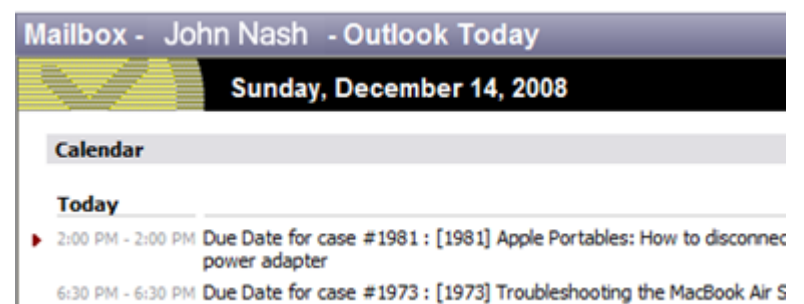 Mailbox - John Nash - Outlook Today
Sunday, December 14, 2008
Calendar
Today
2:00 PM - 2:00 PM Due Date for case #1981 : [1981] Apple Portables: How to disconnec
power adapter
6:30 PM - 6:30 PM Due Date for case #1973 : [1973] Troubleshooting the MacBook Air S